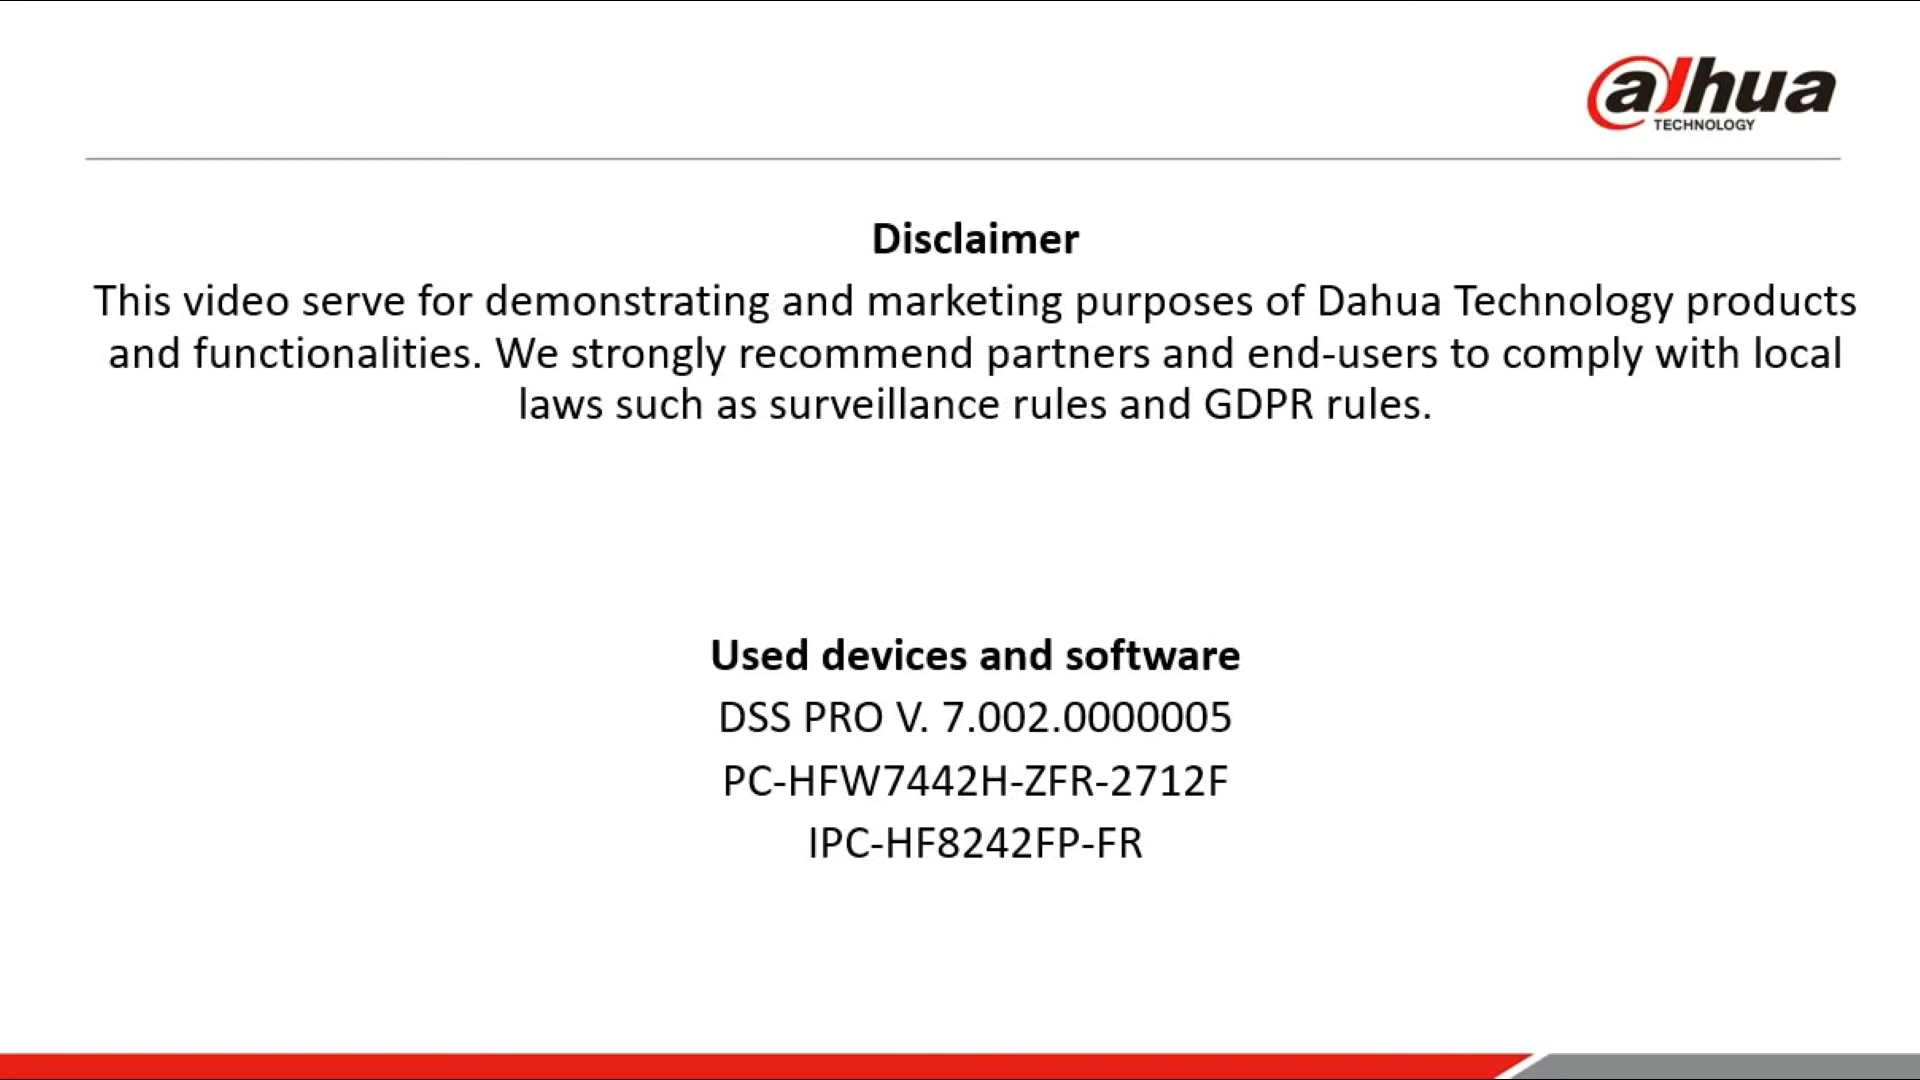 alhua
TECHNOLOGY
Disclaimer
This video serve for demonstrating and marketing purposes of Dahua Technology products
and functionalities. We strongly recommend partners and end-users to comply with local
laws such as surveillance rules and GDPR rules.
Used devices and software
DSS PRO V. 7.002.0000005
PC-HFW7442H-ZFR-2712F
IPC-HF8242FP-FR